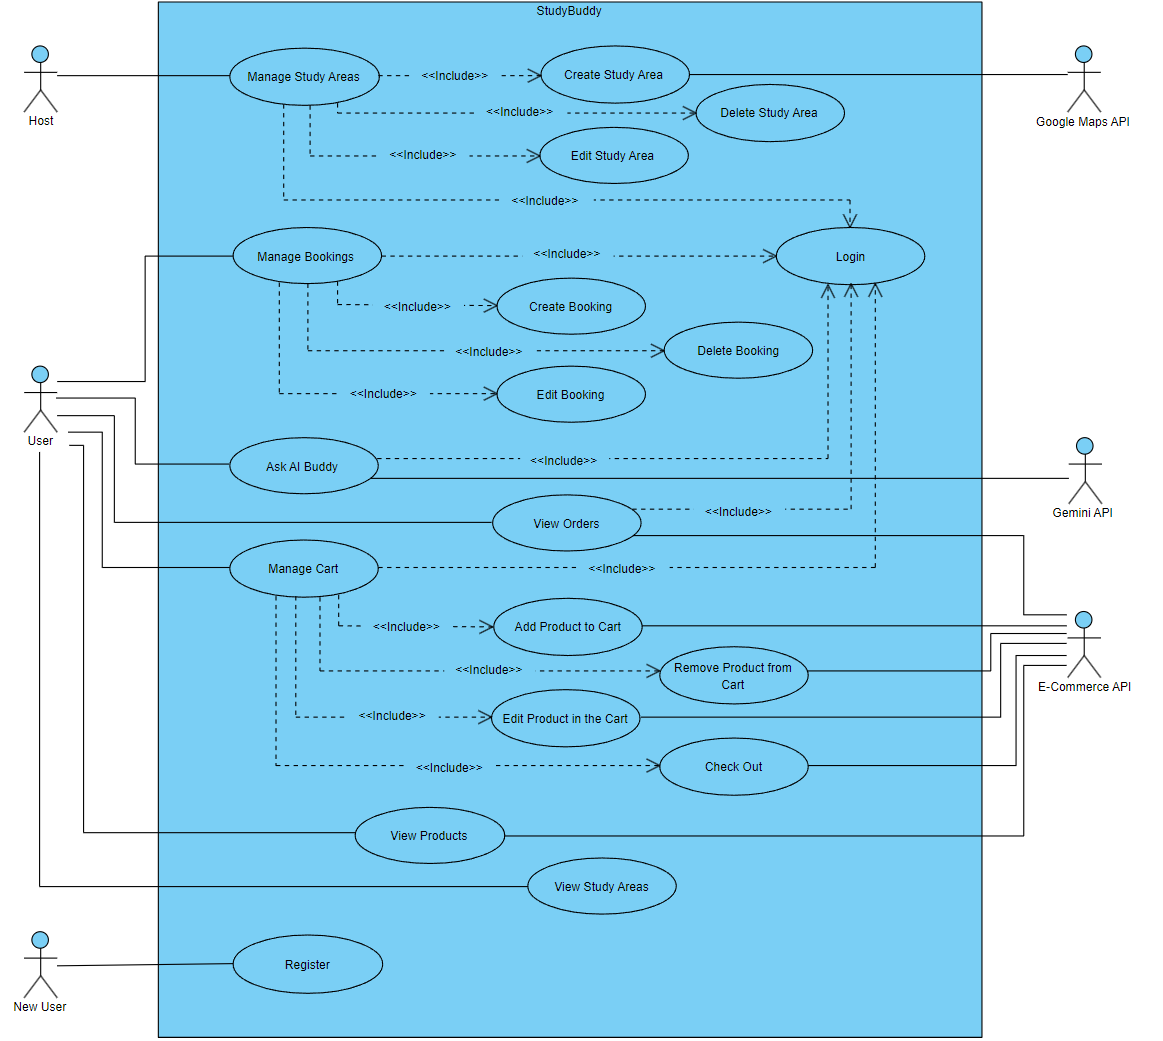 StudyBuddy
Manage Study Areas
<<Include>>
Create Study Area
Host
Google Maps API
<<Include>>
Delete Study Area
<<Include>>
Edit Study Area
<<Include>>
Manage Bookings
<<Include>>
Login
<<Include>>
Create Booking
<<Include>>
Delete Booking
<<Include>>
Edit Booking
User
Ask AI Buddy
<<Include>>
Gemini API
<<Include>>
View Orders
Manage Cart
<<Include>>
<<Include>>
Add Product to Cart
<<Include>>
Remove Product from
Cart
E-Commerce API
<<Include>>
Edit Product in the Cart
<<Include>>
Check Out
View Products
View Study Areas
Register
New User